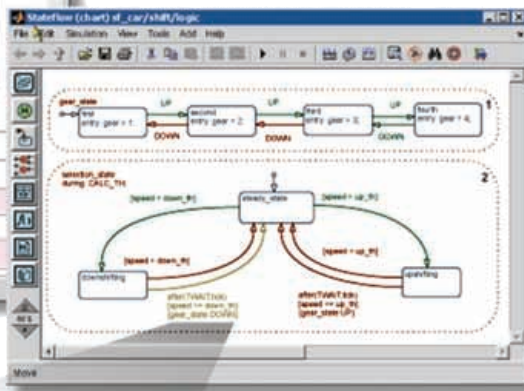 Stateflow (chart) sf_car/shift/logic
File Edit Simulation View Tools Add Help
gear_state
first
entry: gear = 1;
UP
DOWN
second
entry: gear = 2;
UP
DOWN
third
entry: gear = 3;
UP
DOWN
fourth
entry: gear = 4;
1
selection_state
during: CALC_TH;
2
steady_state
[speed < down_th]
[speed > up_th]
[speed > down_th]
[speed < up_th]
downshifting
upshifting
after(TWAIT,tick)
[speed <= down_th]
{gear_state.DOWN}
after(TWAIT,tick)
[speed >= up_th]
{gear_state.UP}
Move